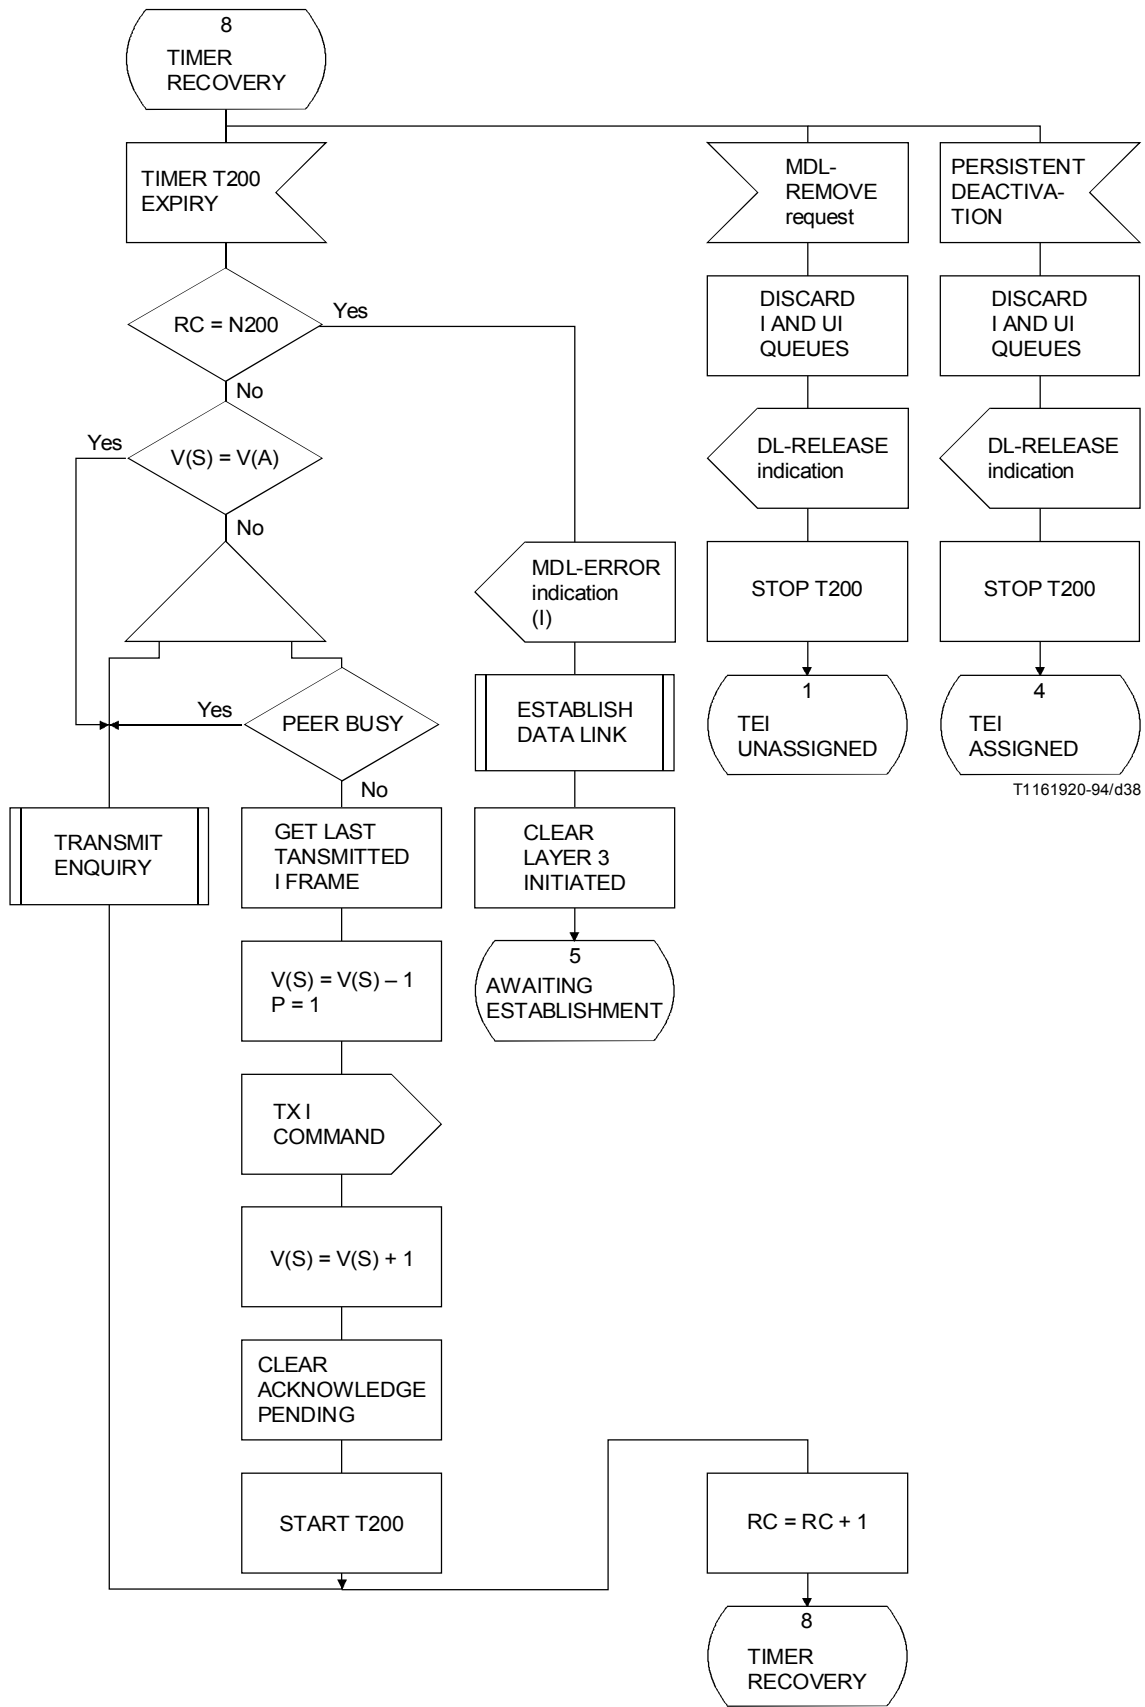 8
TIMER
RECOVERY
TIMER T200
EXPIRY
MDL-
REMOVE
request
PERSISTENT
DEACTIVA-
TION
RC = N200
Yes
No
DISCARD
I AND UI
QUEUES
DISCARD
I AND UI
QUEUES
Yes
V(S) = V(A)
No
DL-RELEASE
indication
DL-RELEASE
indication
MDL-ERROR
indication
(I)
STOP T200
STOP T200
Yes
PEER BUSY
No
ESTABLISH
DATA LINK
1
TEI
UNASSIGNED
4
TEI
ASSIGNED
T1161920-94/d38
TRANSMIT
ENQUIRY
GET LAST
TANSMITTED
I FRAME
CLEAR
LAYER 3
INITIATED
V(S) = V(S) – 1
P = 1
5
AWAITING
ESTABLISHMENT
TX I
COMMAND
V(S) = V(S) + 1
CLEAR
ACKNOWLEDGE
PENDING
START T200
RC = RC + 1
8
TIMER
RECOVERY